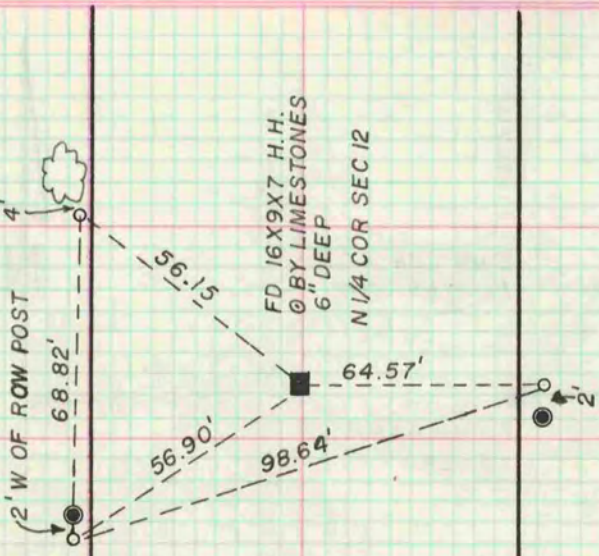 4'
2' W OF ROW POST
68.82'
56.15
FD 16X9X7 H.H.
⊙ BY LIMESTONES
6" DEEP
N 1/4 COR SEC 12
64.57'
56.90'
98.64'
2'